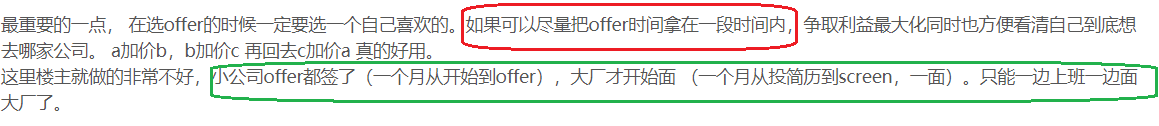 最重要的一点， 在选offer的时候一定要选一个自己喜欢的。如果可以尽量把offer时间拿在一段时间内，争取利益最大化同时也方便看清自己到底想
去哪家公司。 a加价b，b加价c 再回去c加价a 真的好用。
这里楼主就做的非常不好，小公司offer都签了（一个月从开始到offer），大厂才开始面 （一个月从投简历到screen，一面）。只能一边上班一边面
大厂了。